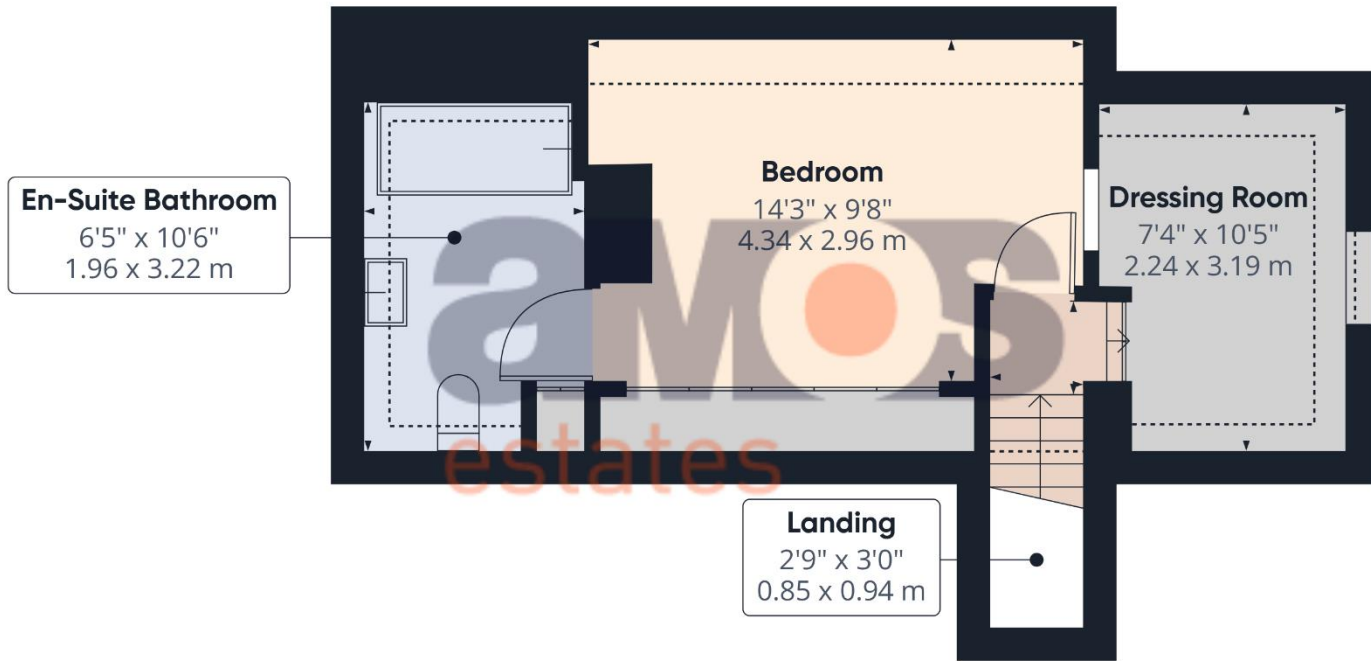 En-Suite Bathroom
6'5" x 10'6"
1.96 x 3.22 m
Bedroom
14'3" x 9'8"
4.34 x 2.96 m
Dressing Room
7'4" x 10'5"
2.24 x 3.19 m
amos
estates
Landing
2'9" x 3'0"
0.85 x 0.94 m